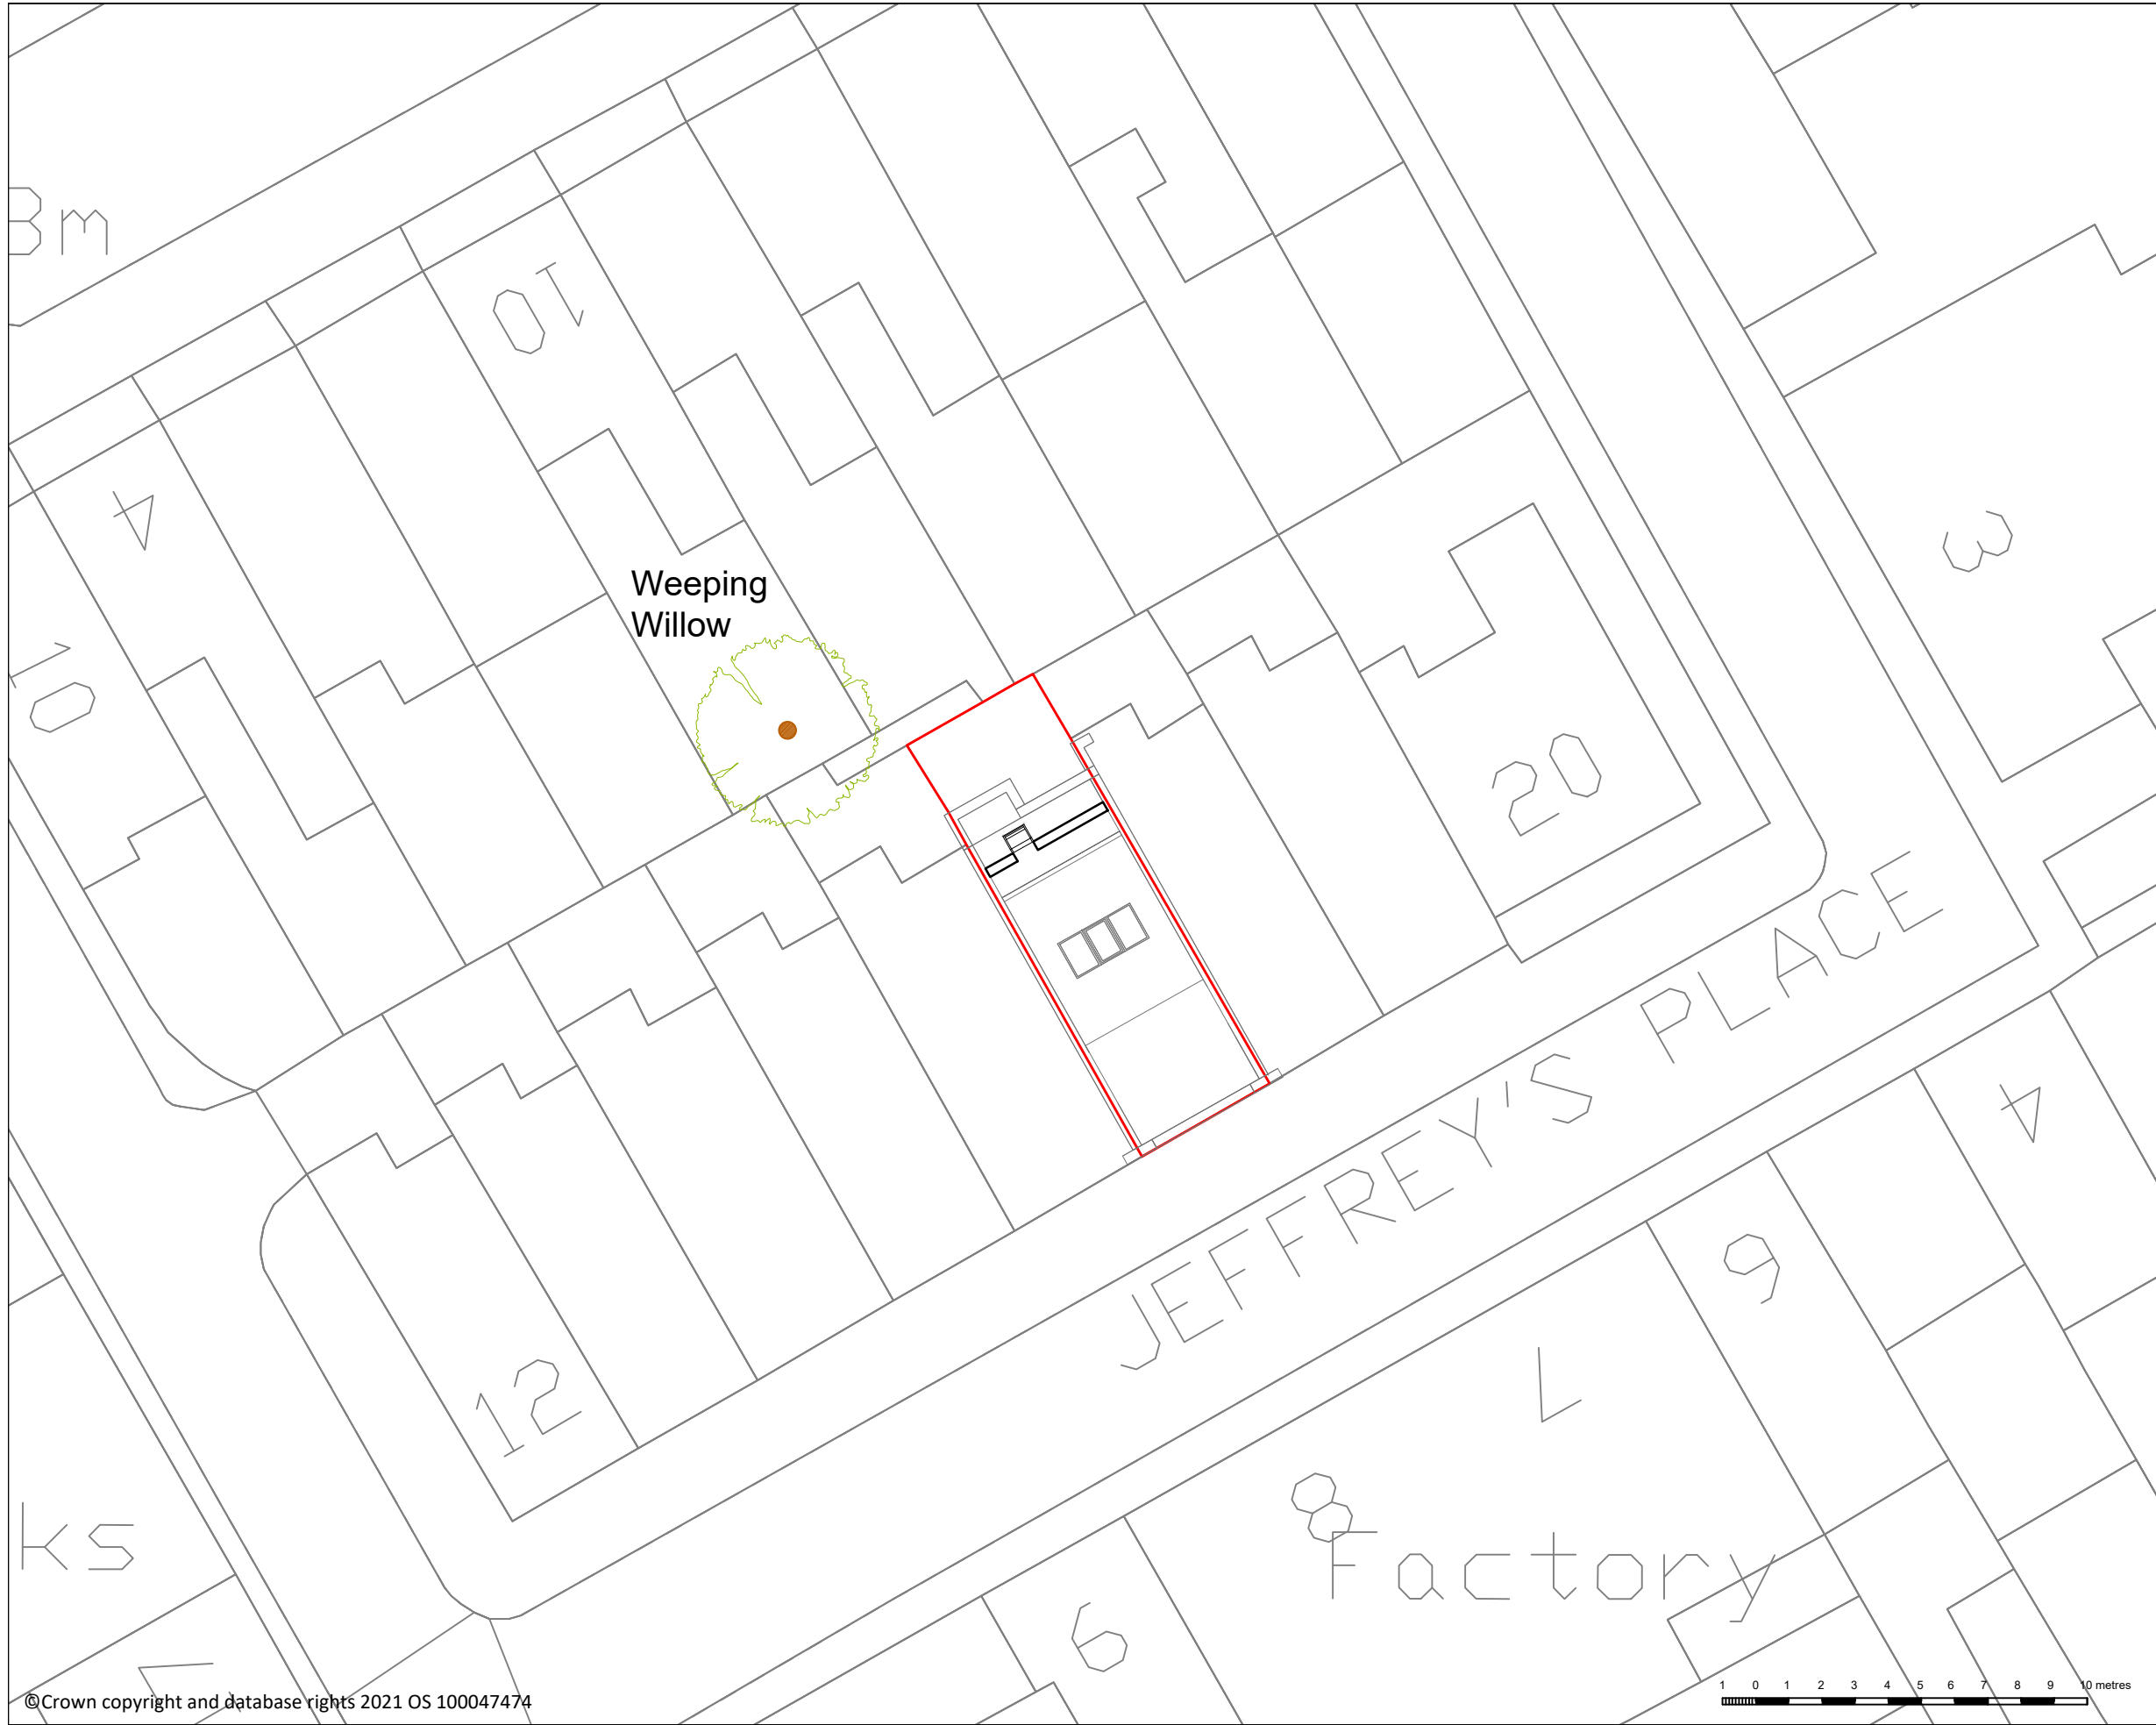 3m
10
4
3
Weeping
Willow
10
20
JEFFREY'S PLACE
4
6
7
12
8
Factory
ks
9
1 0 1 2 3 4 5 6 7 8 9 10 metres
©Crown copyright and database rights 2021 OS 100047474